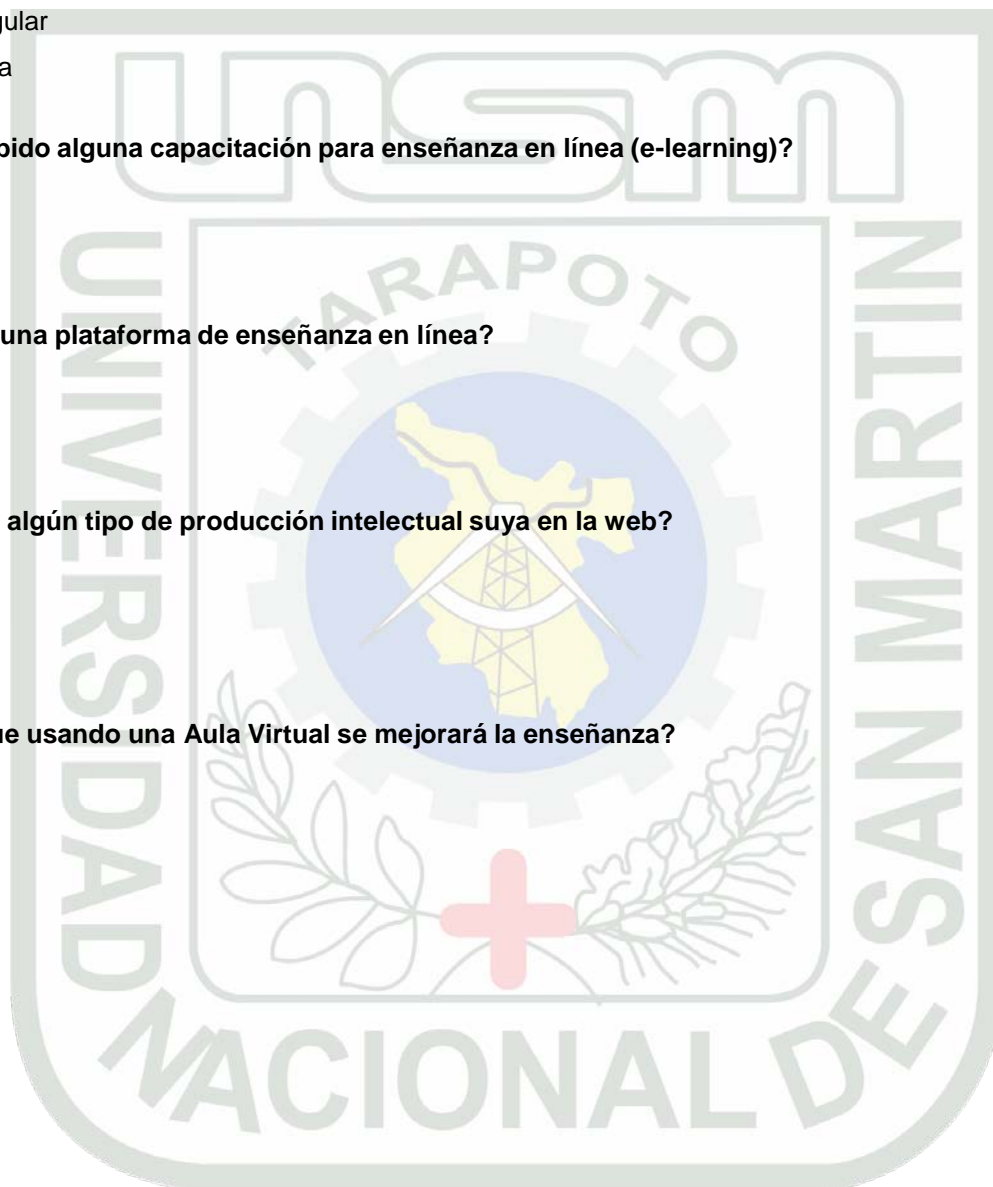 gular
a
unsm
bido alguna capacitación para enseñanza en línea (e-learning)?
TARAPOTO
una plataforma de enseñanza en línea?
algún tipo de producción intelectual suya en la web?
ue usando una Aula Virtual se mejorará la enseñanza?
UNIVERSIDAD NACIONAL DE SAN MARTIN